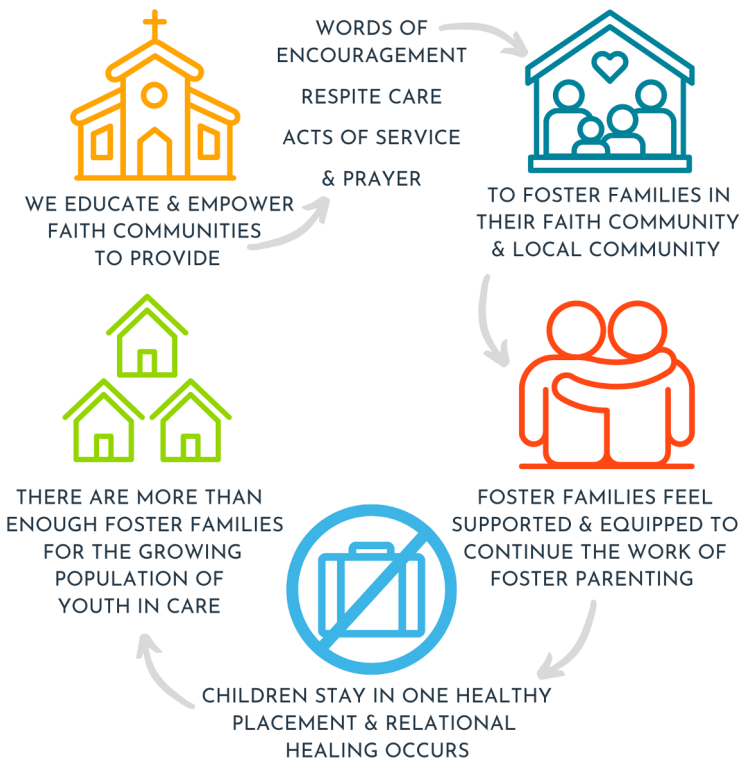 WE EDUCATE & EMPOWER
FAITH COMMUNITIES
TO PROVIDE
WORDS OF
ENCOURAGEMENT
RESPITE CARE
ACTS OF SERVICE
& PRAYER
TO FOSTER FAMILIES IN
THEIR FAITH COMMUNITY
& LOCAL COMMUNITY
FOSTER FAMILIES FEEL
SUPPORTED & EQUIPPED TO
CONTINUE THE WORK OF
FOSTER PARENTING
CHILDREN STAY IN ONE HEALTHY
PLACEMENT & RELATIONAL
HEALING OCCURS
THERE ARE MORE THAN
ENOUGH FOSTER FAMILIES
FOR THE GROWING
POPULATION OF
YOUTH IN CARE